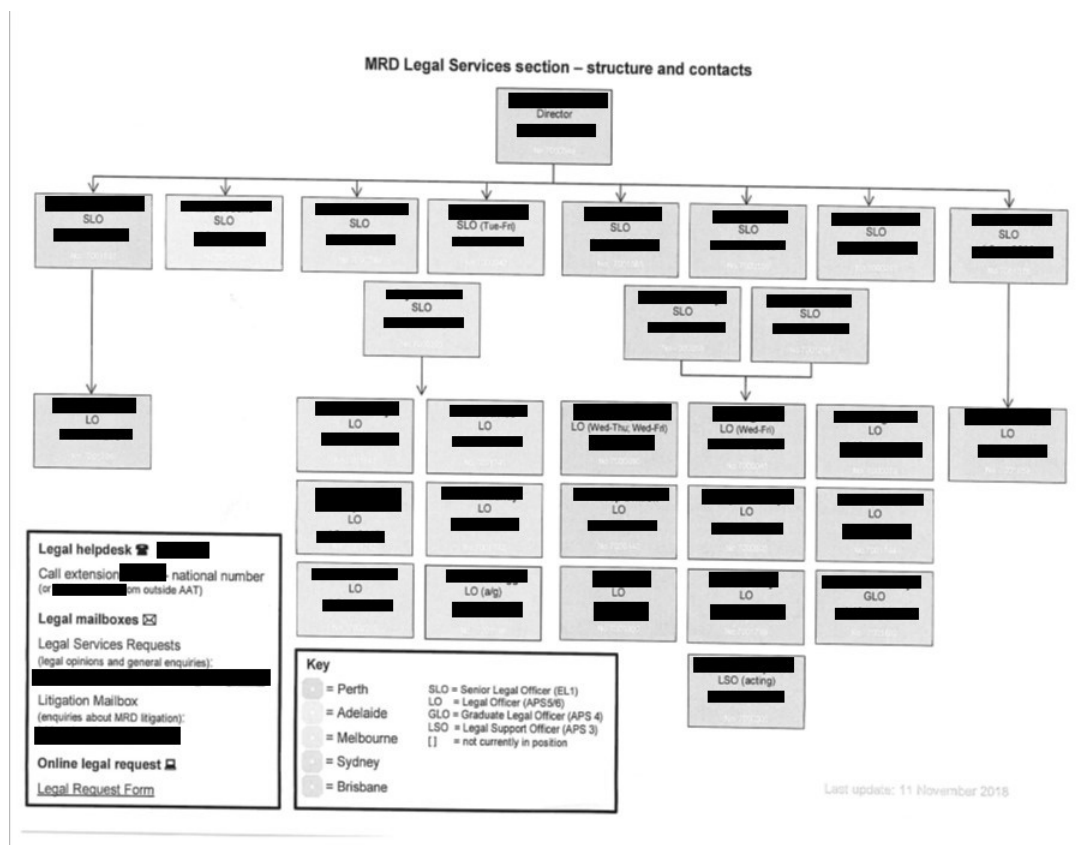 MRD Legal Services section – structure and contacts
Director
SLO
SLO
SLO
SLO (Tue-Fri)
SLO
SLO
SLO
SLO
SLO
SLO
SLO
LO
LO
LO
LO (Wed-Thu; Wed-Fri)
LO (Wed-Fri)
LO
LO
LO
LO
LO
LO
LO
LO
LO (a/g)
LO
LO
GLO
LSO (acting)
Legal helpdesk ☎
Call extension - national number
(or om outside AAT)
Legal mailboxes ✉
Legal Services Requests
(legal opinions and general enquiries):
Litigation Mailbox
(enquiries about MRD litigation):
Online legal request 💻
Legal Request Form
Key
= Perth
= Adelaide
= Melbourne
= Sydney
= Brisbane
SLO = Senior Legal Officer (EL1)
LO = Legal Officer (APS5/6)
GLO = Graduate Legal Officer (APS 4)
LSO = Legal Support Officer (APS 3)
[ ] = not currently in position
Last update: 11 November 2018